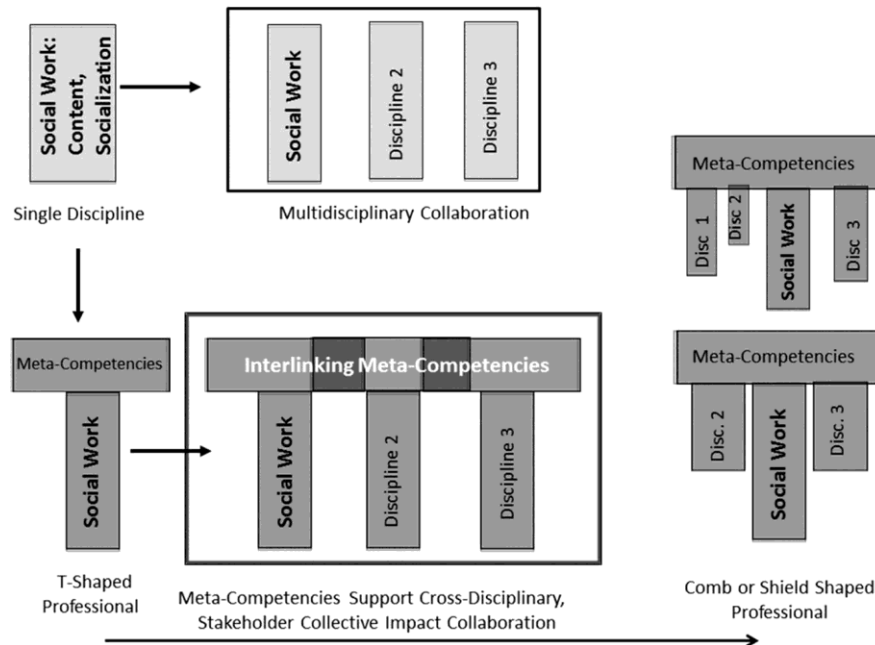 Social Work:
Content,
Socialization
Single Discipline
Social Work
Discipline 2
Discipline 3
Multidisciplinary Collaboration
Meta-Competencies
Social Work
T-Shaped
Professional
Interlinking Meta-Competencies
Social Work
Discipline 2
Discipline 3
Meta-Competencies Support Cross-Disciplinary,
Stakeholder Collective Impact Collaboration
Meta-Competencies
Disc 1
Disc 2
Social Work
Disc 3
Meta-Competencies
Disc. 2
Social Work
Disc. 3
Comb or Shield Shaped
Professional